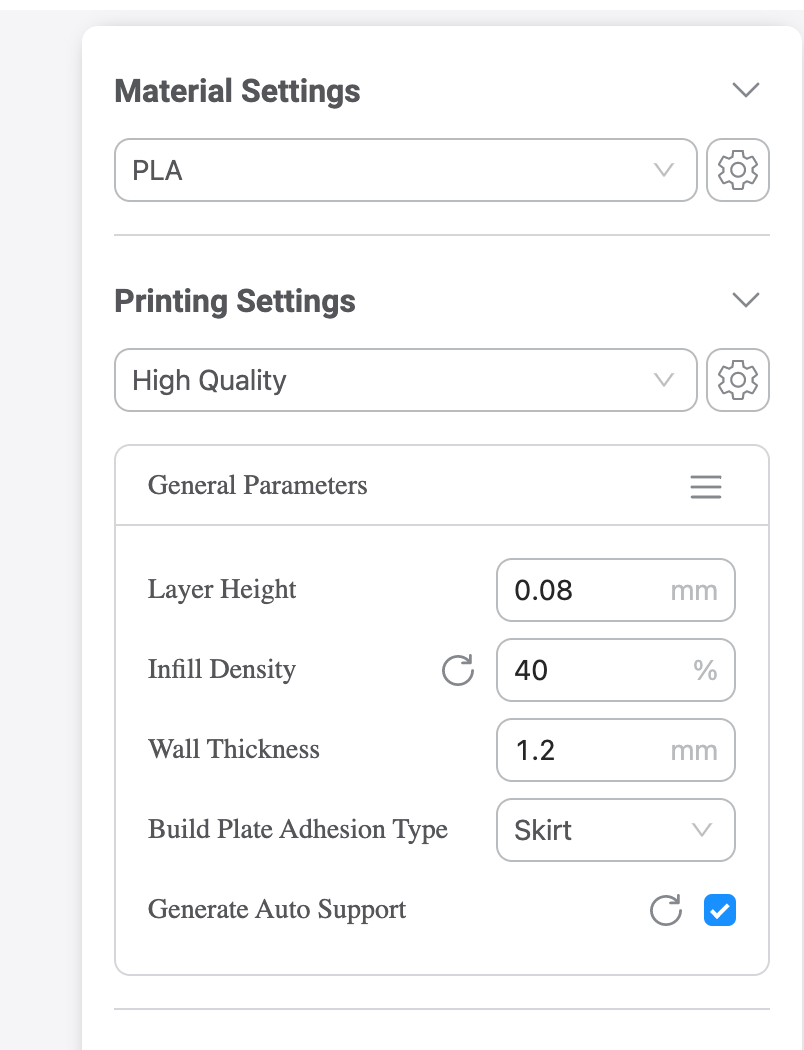 Material Settings
PLA
Printing Settings
High Quality
General Parameters
Layer Height 0.08 mm
Infill Density 40 %
Wall Thickness 1.2 mm
Build Plate Adhesion Type Skirt
Generate Auto Support